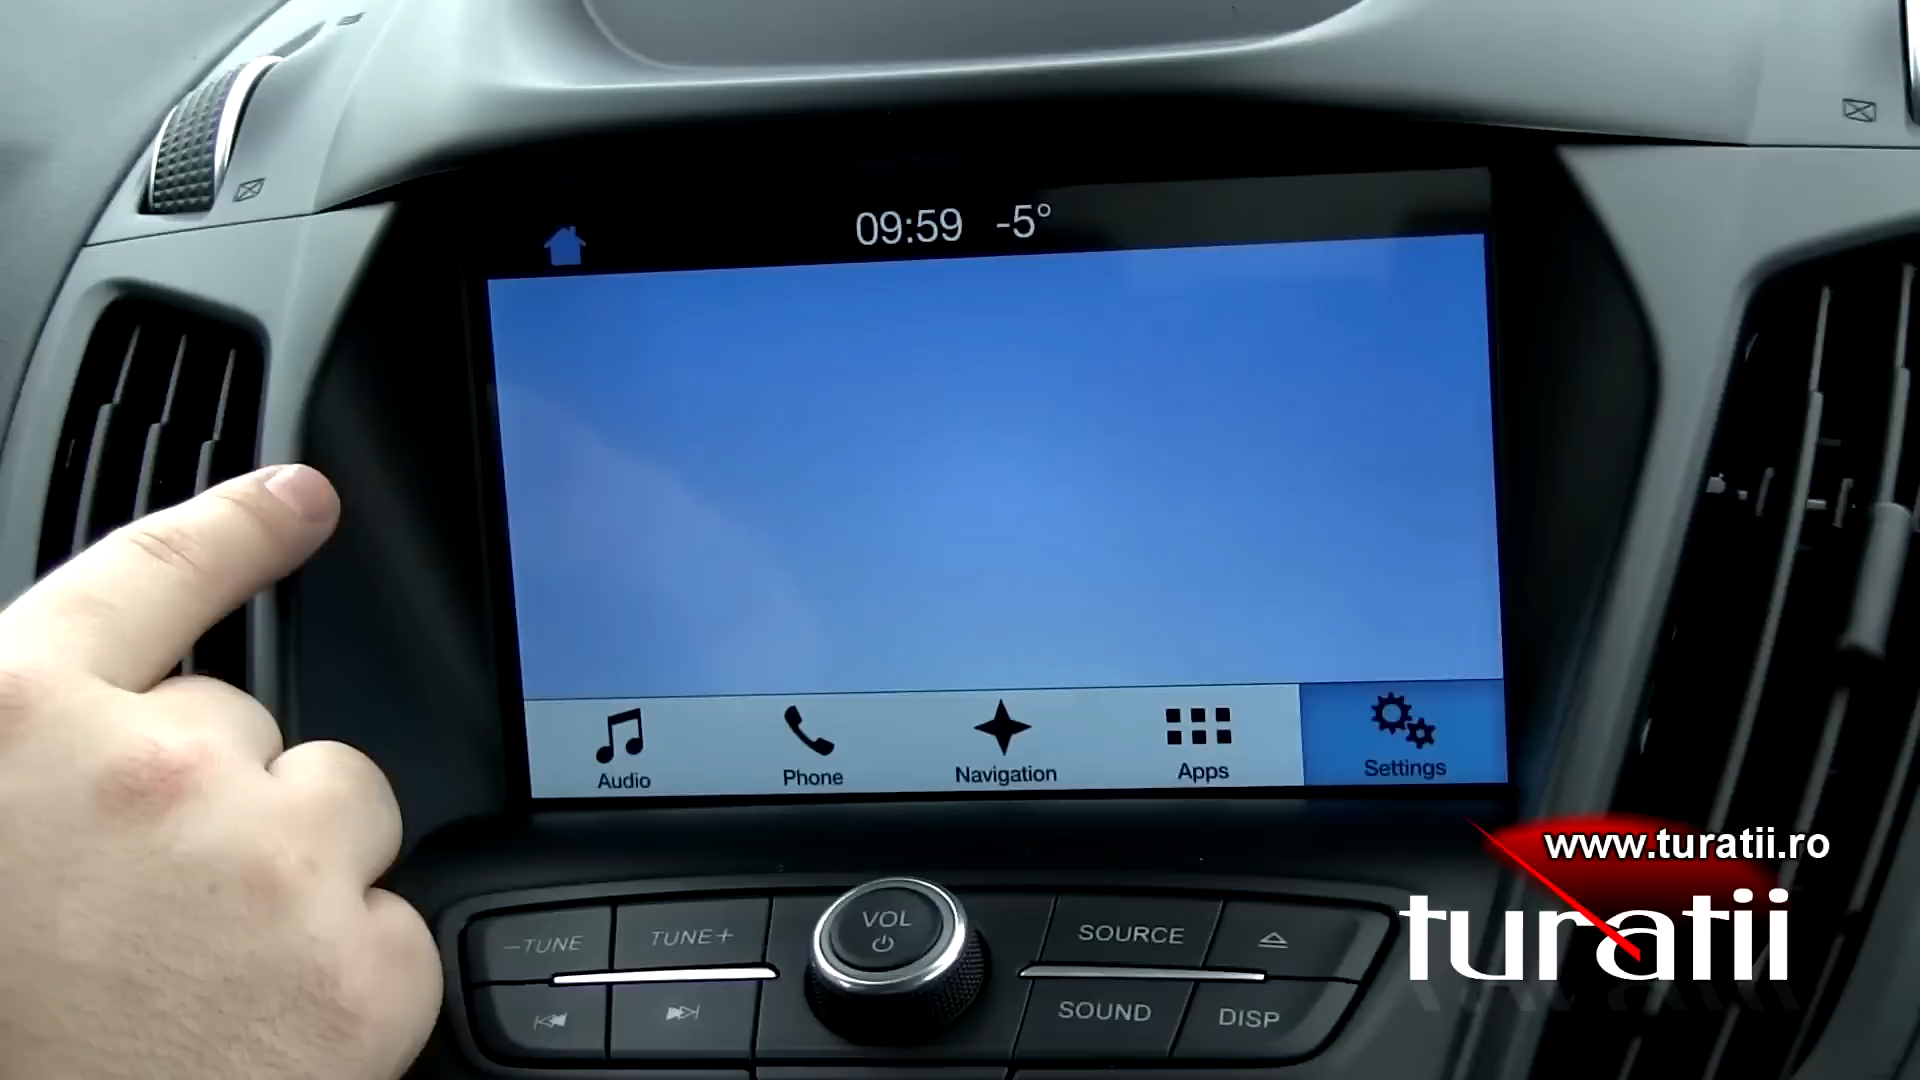 09:59 -5°
Audio
Phone
Navigation
Apps
Settings
www.turatii.ro
turatii
VOL
-TUNE
TUNE+
SOURCE
SOUND
DISP